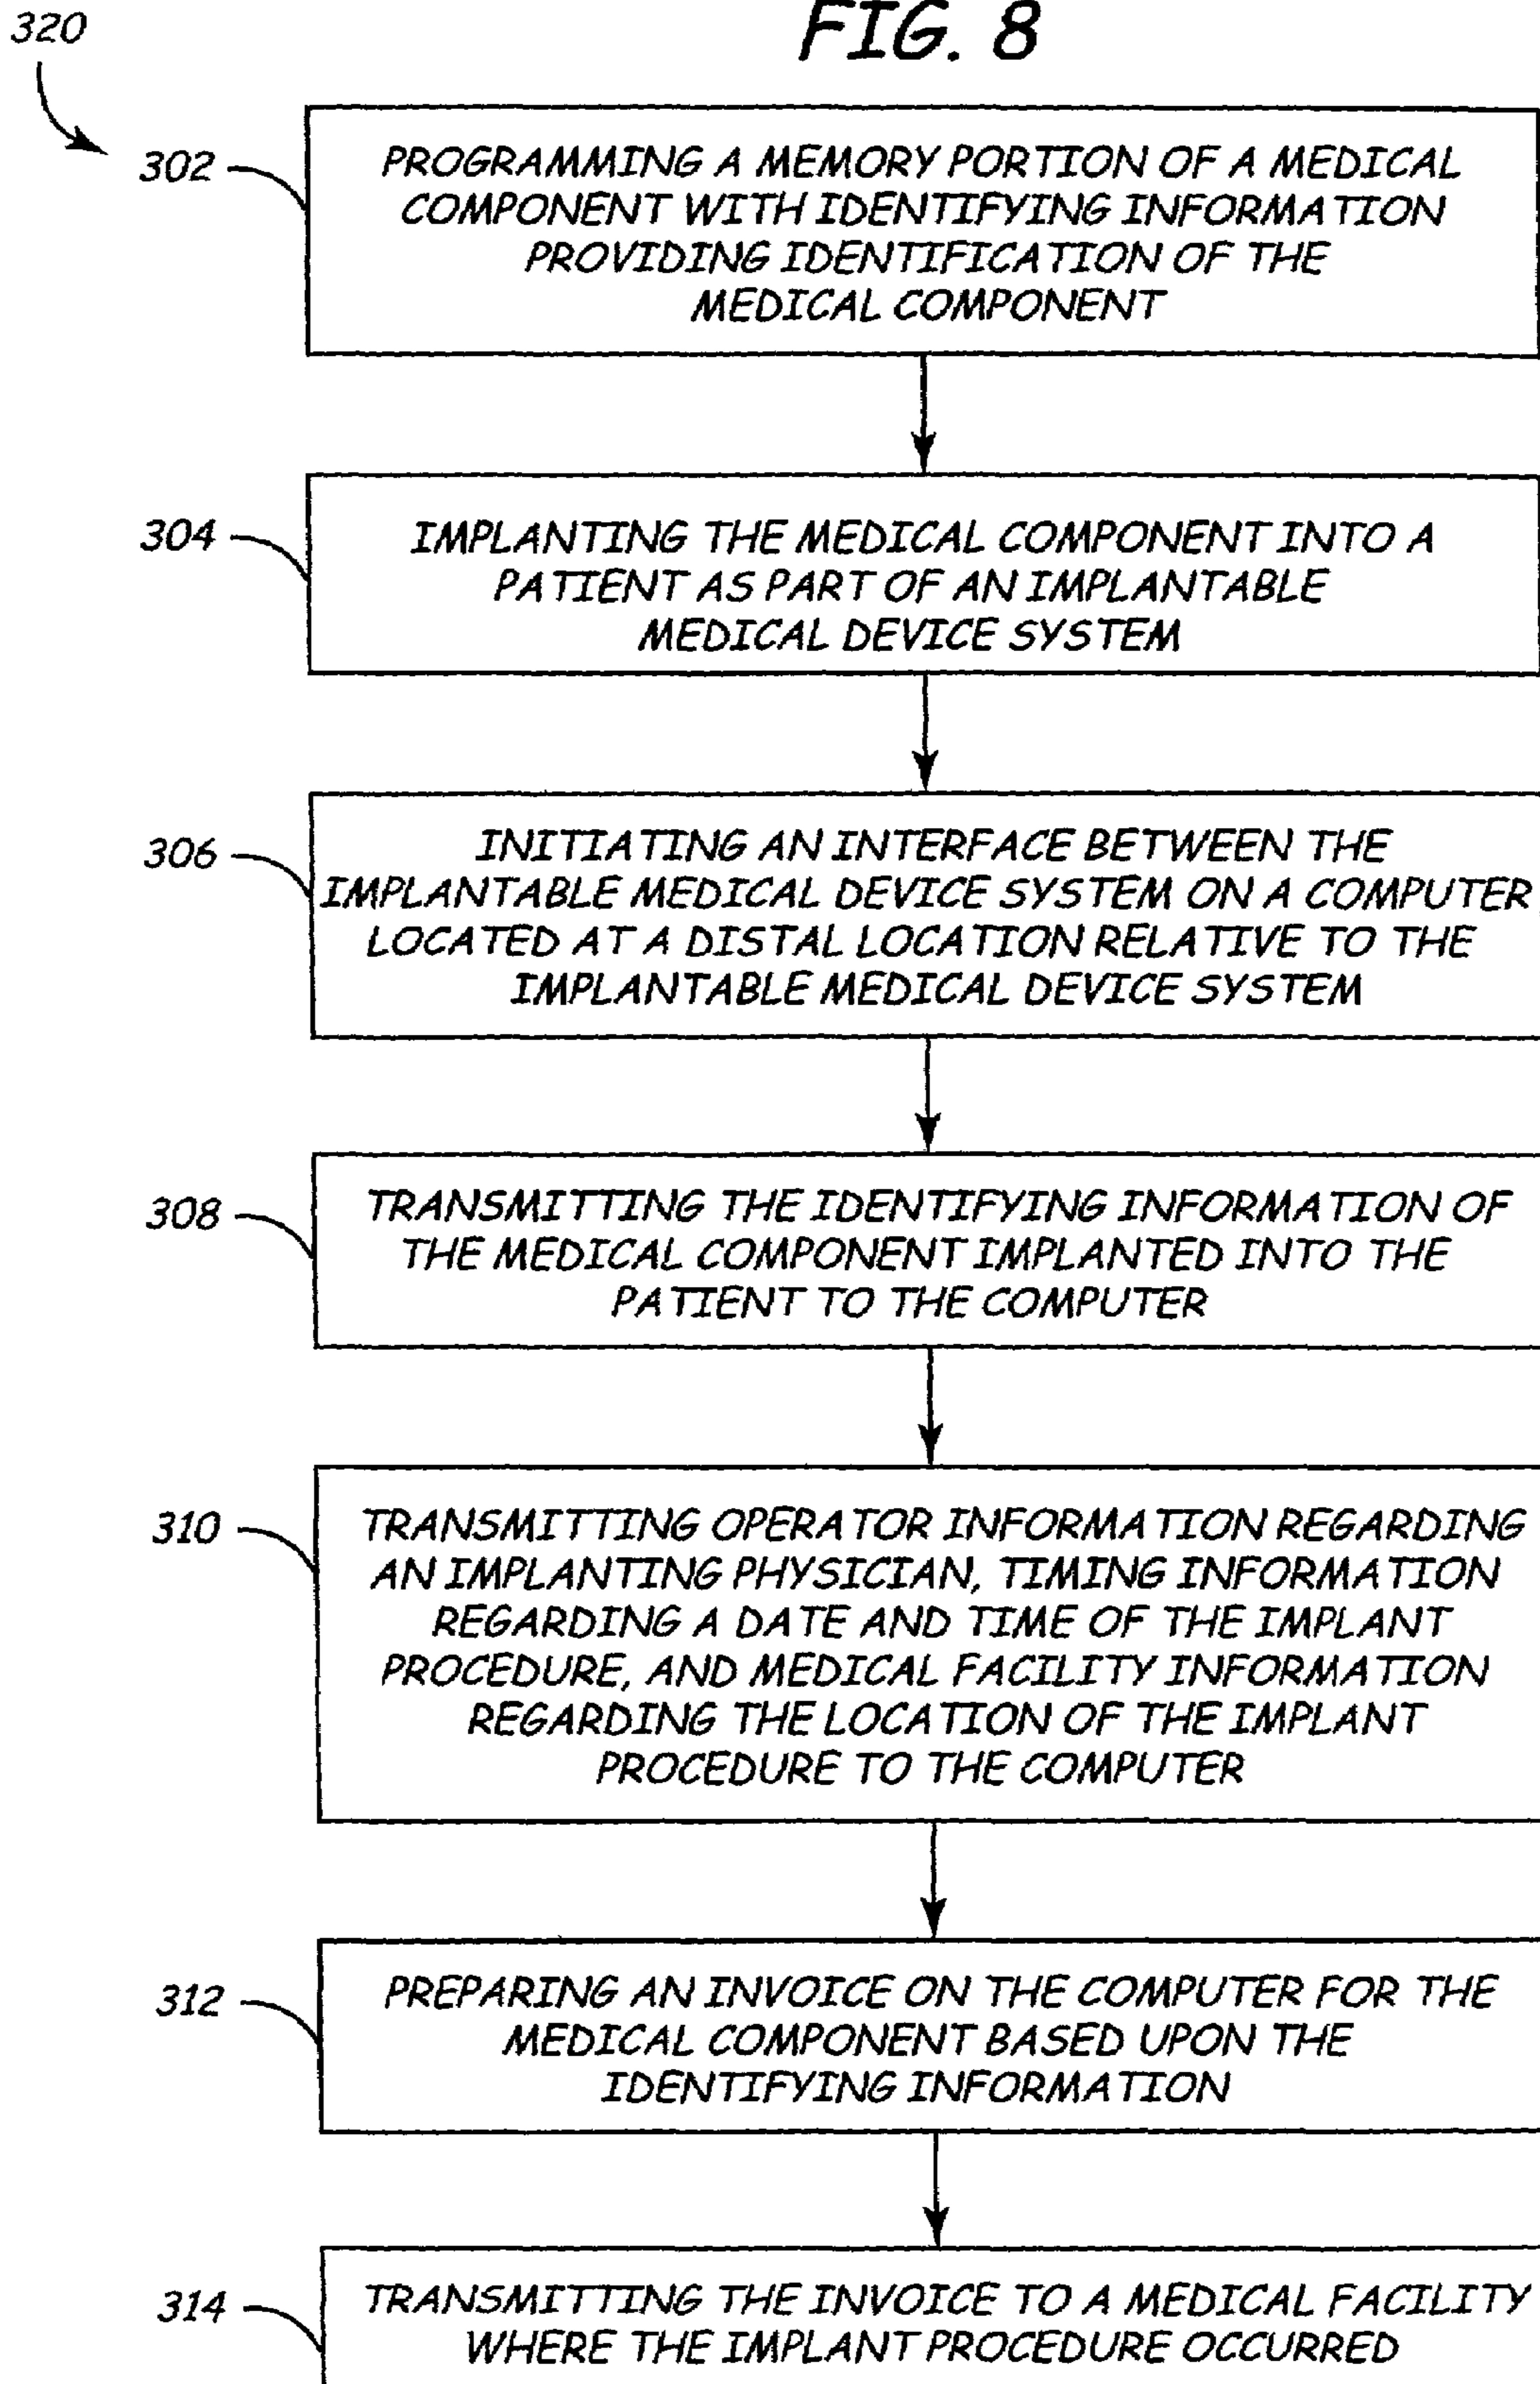 FIG. 8
320
302
PROGRAMMING A MEMORY PORTION OF A MEDICAL
COMPONENT WITH IDENTIFYING INFORMATION
PROVIDING IDENTIFICATION OF THE
MEDICAL COMPONENT
304
IMPLANTING THE MEDICAL COMPONENT INTO A
PATIENT AS PART OF AN IMPLANTABLE
MEDICAL DEVICE SYSTEM
306
INITIATING AN INTERFACE BETWEEN THE
IMPLANTABLE MEDICAL DEVICE SYSTEM ON A COMPUTER
LOCATED AT A DISTAL LOCATION RELATIVE TO THE
IMPLANTABLE MEDICAL DEVICE SYSTEM
308
TRANSMITTING THE IDENTIFYING INFORMATION OF
THE MEDICAL COMPONENT IMPLANTED INTO THE
PATIENT TO THE COMPUTER
310
TRANSMITTING OPERATOR INFORMATION REGARDING
AN IMPLANTING PHYSICIAN, TIMING INFORMATION
REGARDING A DATE AND TIME OF THE IMPLANT
PROCEDURE, AND MEDICAL FACILITY INFORMATION
REGARDING THE LOCATION OF THE IMPLANT
PROCEDURE TO THE COMPUTER
312
PREPARING AN INVOICE ON THE COMPUTER FOR THE
MEDICAL COMPONENT BASED UPON THE
IDENTIFYING INFORMATION
314
TRANSMITTING THE INVOICE TO A MEDICAL FACILITY
WHERE THE IMPLANT PROCEDURE OCCURRED